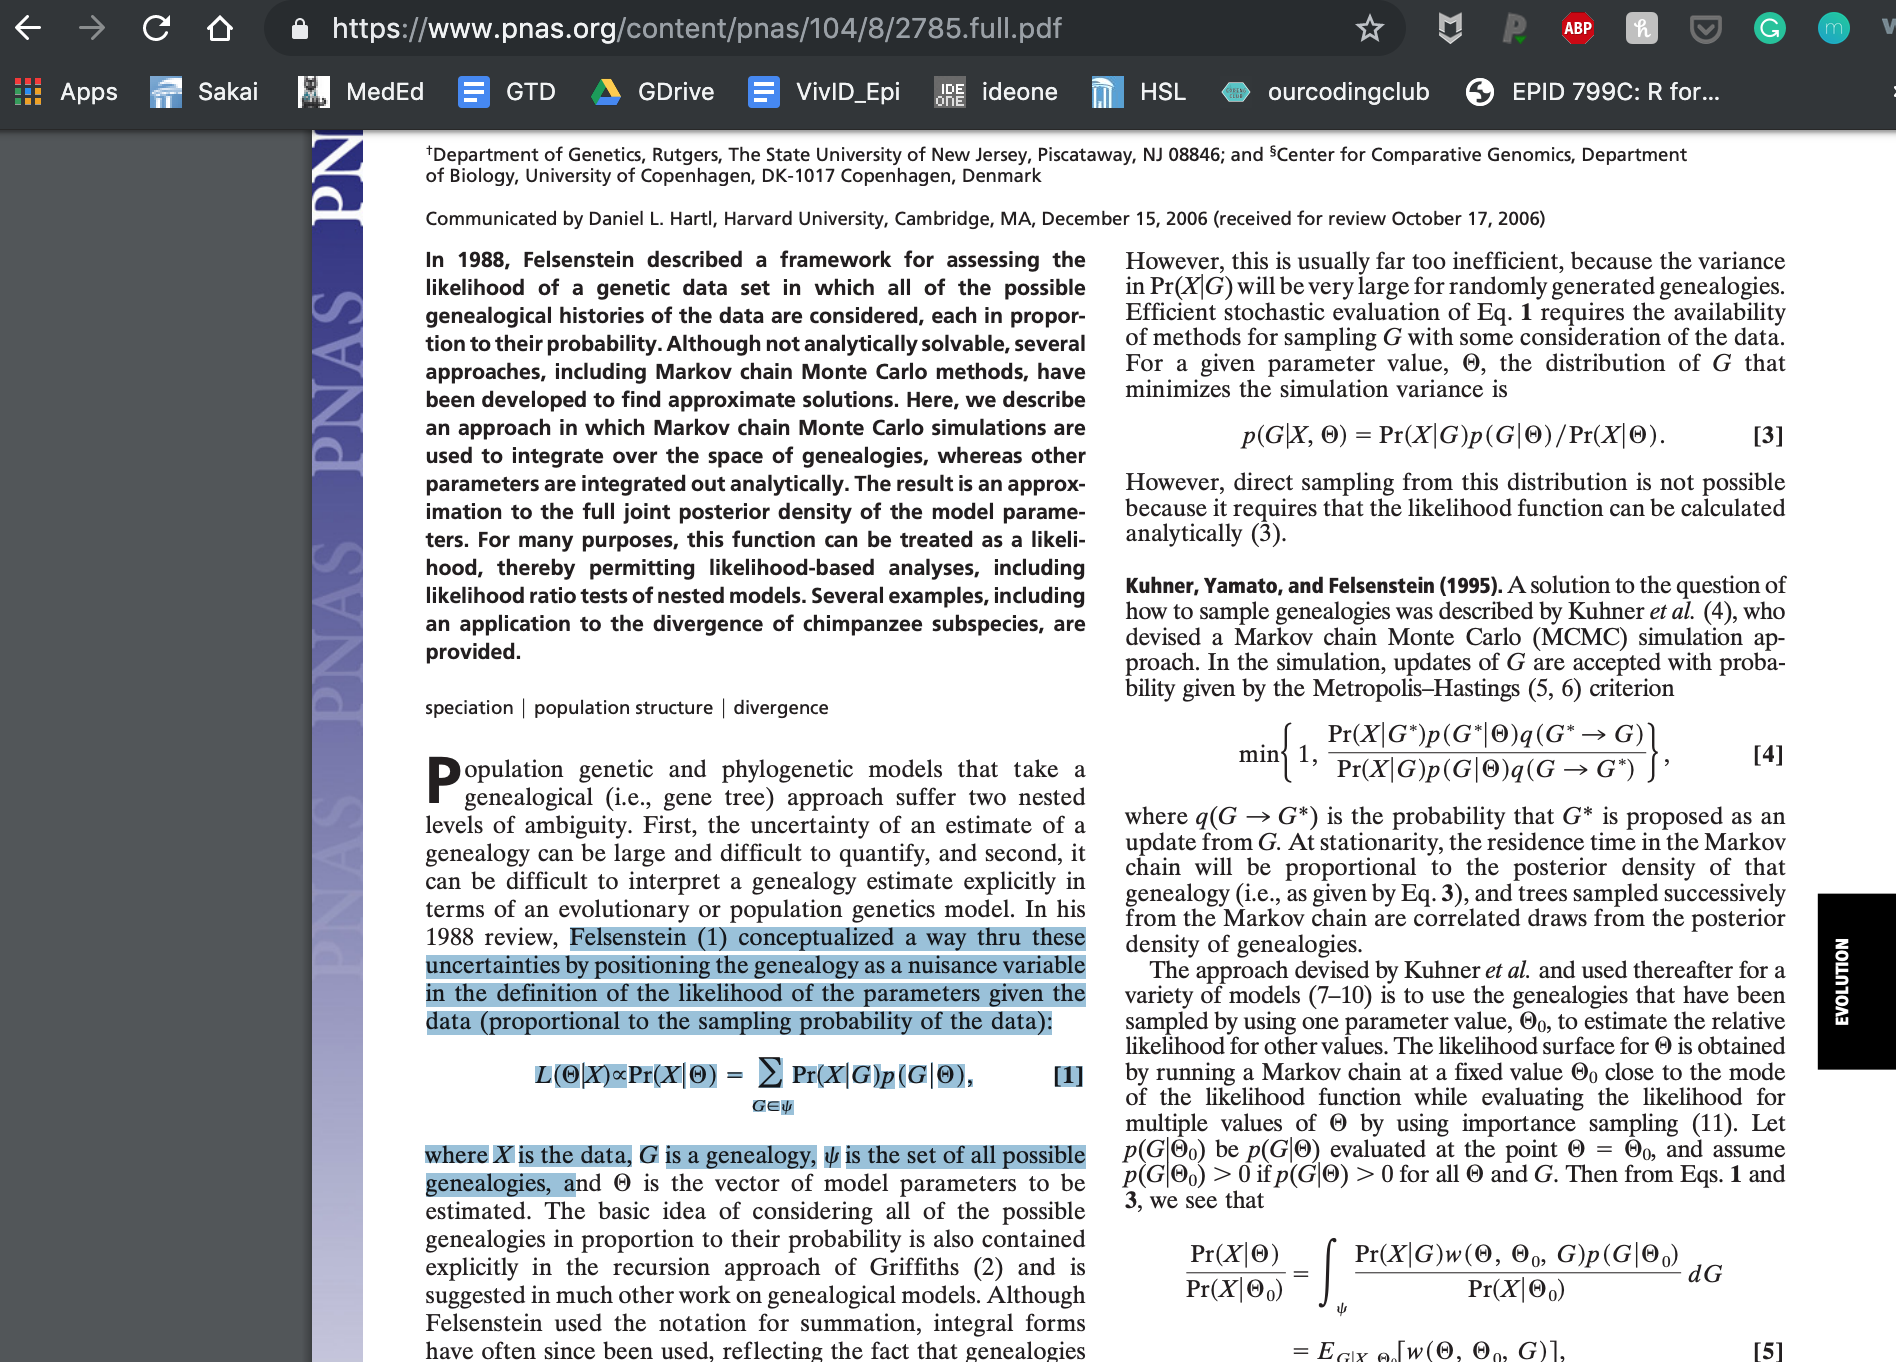 https://www.pnas.org/content/pnas/104/8/2785.full.pdf
ABP
G
m
Apps
Sakai
MedEd
GTD
GDrive
VivID_Epi
IDE
ONE
ideone
HSL
ourcodingclub
EPID 799C: R for...
PNAS
PNAS
PNAS
†Department of Genetics, Rutgers, The State University of New Jersey, Piscataway, NJ 08846; and §Center for Comparative Genomics, Department
of Biology, University of Copenhagen, DK-1017 Copenhagen, Denmark
Communicated by Daniel L. Hartl, Harvard University, Cambridge, MA, December 15, 2006 (received for review October 17, 2006)
In 1988, Felsenstein described a framework for assessing the
likelihood of a genetic data set in which all of the possible
genealogical histories of the data are considered, each in propor-
tion to their probability. Although not analytically solvable, several
approaches, including Markov chain Monte Carlo methods, have
been developed to find approximate solutions. Here, we describe
an approach in which Markov chain Monte Carlo simulations are
used to integrate over the space of genealogies, whereas other
parameters are integrated out analytically. The result is an approx-
imation to the full joint posterior density of the model parame-
ters. For many purposes, this function can be treated as a likeli-
hood, thereby permitting likelihood-based analyses, including
likelihood ratio tests of nested models. Several examples, including
an application to the divergence of chimpanzee subspecies, are
provided.
speciation | population structure | divergence
Population genetic and phylogenetic models that take a
genealogical (i.e., gene tree) approach suffer two nested
levels of ambiguity. First, the uncertainty of an estimate of a
genealogy can be large and difficult to quantify, and second, it
can be difficult to interpret a genealogy estimate explicitly in
terms of an evolutionary or population genetics model. In his
1988 review, Felsenstein (1) conceptualized a way thru these
uncertainties by positioning the genealogy as a nuisance variable
in the definition of the likelihood of the parameters given the
data (proportional to the sampling probability of the data):
L(Θ|X)∝Pr(X|Θ) = ∑ Pr(X|G)p(G|Θ), [1]
G∈ψ
where X is the data, G is a genealogy, ψ is the set of all possible
genealogies, and Θ is the vector of model parameters to be
estimated. The basic idea of considering all of the possible
genealogies in proportion to their probability is also contained
explicitly in the recursion approach of Griffiths (2) and is
suggested in much other work on genealogical models. Although
Felsenstein used the notation for summation, integral forms
have often since been used, reflecting the fact that genealogies
However, this is usually far too inefficient, because the variance
in Pr(X|G) will be very large for randomly generated genealogies.
Efficient stochastic evaluation of Eq. 1 requires the availability
of methods for sampling G with some consideration of the data.
For a given parameter value, Θ, the distribution of G that
minimizes the simulation variance is
p(G|X, Θ) = Pr(X|G)p(G|Θ)/Pr(X|Θ). [3]
However, direct sampling from this distribution is not possible
because it requires that the likelihood function can be calculated
analytically (3).
Kuhner, Yamato, and Felsenstein (1995). A solution to the question of
how to sample genealogies was described by Kuhner et al. (4), who
devised a Markov chain Monte Carlo (MCMC) simulation ap-
proach. In the simulation, updates of G are accepted with proba-
bility given by the Metropolis–Hastings (5, 6) criterion
min{1, Pr(X|G*)p(G*|Θ)q(G* → G)
Pr(X|G)p(G|Θ)q(G → G*)}, [4]
where q(G → G*) is the probability that G* is proposed as an
update from G. At stationarity, the residence time in the Markov
chain will be proportional to the posterior density of that
genealogy (i.e., as given by Eq. 3), and trees sampled successively
from the Markov chain are correlated draws from the posterior
density of genealogies.
The approach devised by Kuhner et al. and used thereafter for a
variety of models (7–10) is to use the genealogies that have been
sampled by using one parameter value, Θ₀, to estimate the relative
likelihood for other values. The likelihood surface for Θ is obtained
by running a Markov chain at a fixed value Θ₀ close to the mode
of the likelihood function while evaluating the likelihood for
multiple values of Θ by using importance sampling (11). Let
p(G|Θ₀) be p(G|Θ) evaluated at the point Θ = Θ₀, and assume
p(G|Θ₀) > 0 if p(G|Θ) > 0 for all Θ and G. Then from Eqs. 1 and
3, we see that
Pr(X|Θ) Pr(X|G)w(Θ, Θ₀, G)p(G|Θ₀)
= ∫ dG
Pr(X|Θ₀) ψ Pr(X|Θ₀)
= E G|X, Θ₀[w(Θ, Θ₀, G)], [5]
EVOLUTION